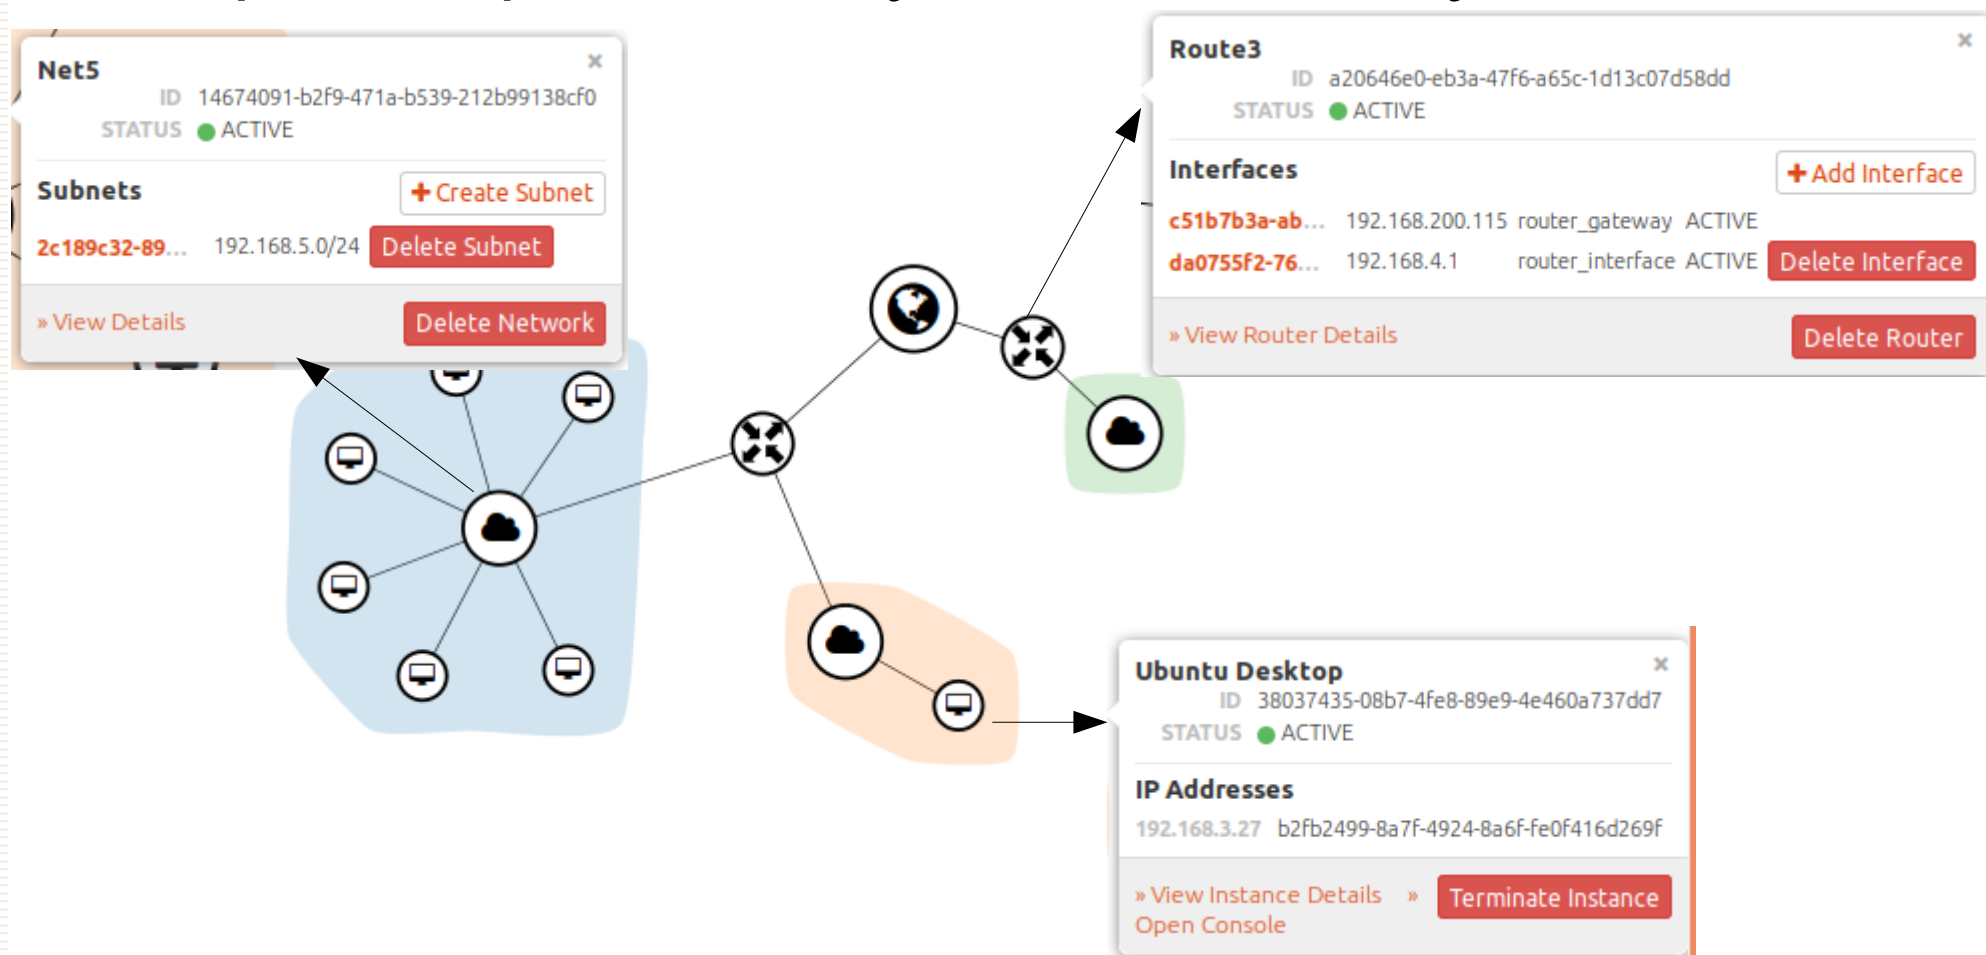 Net5
ID 14674091-b2f9-471a-b539-212b99138cf0
STATUS ACTIVE
Subnets
+ Create Subnet
2c189c32-89... 192.168.5.0/24 Delete Subnet
» View Details
Delete Network
Route3
ID a20646e0-eb3a-47f6-a65c-1d13c07d58dd
STATUS ACTIVE
Interfaces
+ Add Interface
c51b7b3a-ab... 192.168.200.115 router_gateway ACTIVE
da0755f2-76... 192.168.4.1 router_interface ACTIVE Delete Interface
» View Router Details
Delete Router
Ubuntu Desktop
ID 38037435-08b7-4fe8-89e9-4e460a737dd7
STATUS ACTIVE
IP Addresses
192.168.3.27 b2fb2499-8a7f-4924-8a6f-fe0f416d269f
» View Instance Details »
Open Console
Terminate Instance